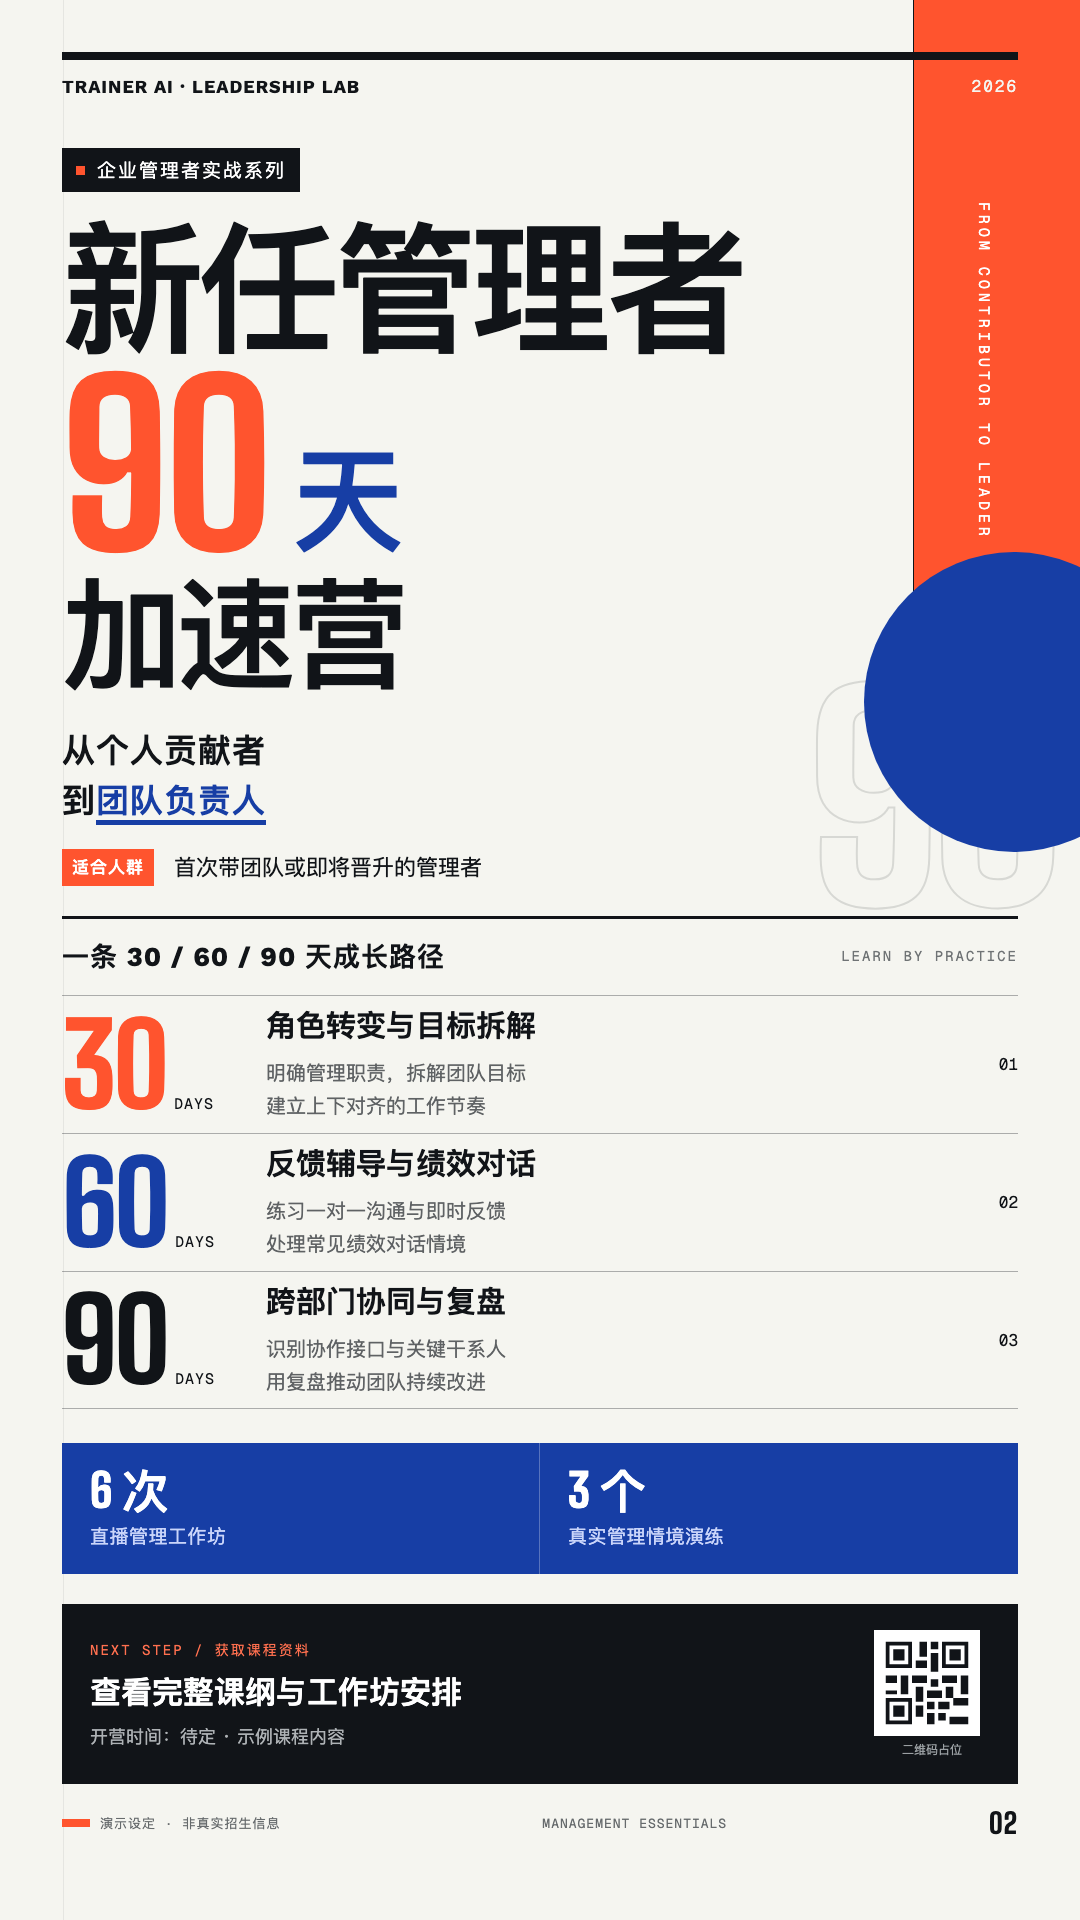 TRAINER AI · LEADERSHIP LAB
2026
企业管理者实战系列
FROM CONTRIBUTOR TO LEADER
新任管理者
90 天
加速营
90
从个人贡献者
到团队负责人
适合人群 首次带团队或即将晋升的管理者
一条 30 / 60 / 90 天成长路径
LEARN BY PRACTICE
30 DAYS
角色转变与目标拆解
明确管理职责，拆解团队目标
建立上下对齐的工作节奏
01
60 DAYS
反馈辅导与绩效对话
练习一对一沟通与即时反馈
处理常见绩效对话情境
02
90 DAYS
跨部门协同与复盘
识别协作接口与关键干系人
用复盘推动团队持续改进
03
6 次
直播管理工作坊
3 个
真实管理情境演练
NEXT STEP / 获取课程资料
查看完整课纲与工作坊安排
开营时间：待定 · 示例课程内容
二维码占位
演示设定 · 非真实招生信息
MANAGEMENT ESSENTIALS
02